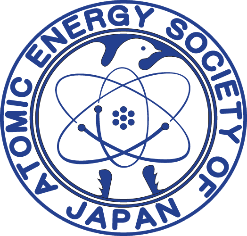 ATOMIC ENERGY SOCIETY OF
JAPAN